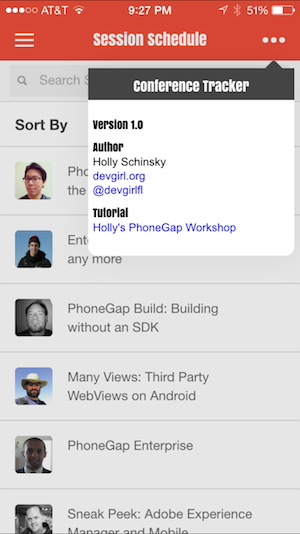 AT&T 9:27 PM 51%
Session Schedule
Search S
Conference Tracker
Sort By
Version 1.0
Author
Holly Schinsky
devgirl.org
@devgirlfl
Tutorial
Holly's PhoneGap Workshop
Pho
the
Ente
any more
PhoneGap Build: Building
without an SDK
Many Views: Third Party
WebViews on Android
PhoneGap Enterprise
Sneak Peek: Adobe Experience
Manager and Mobile